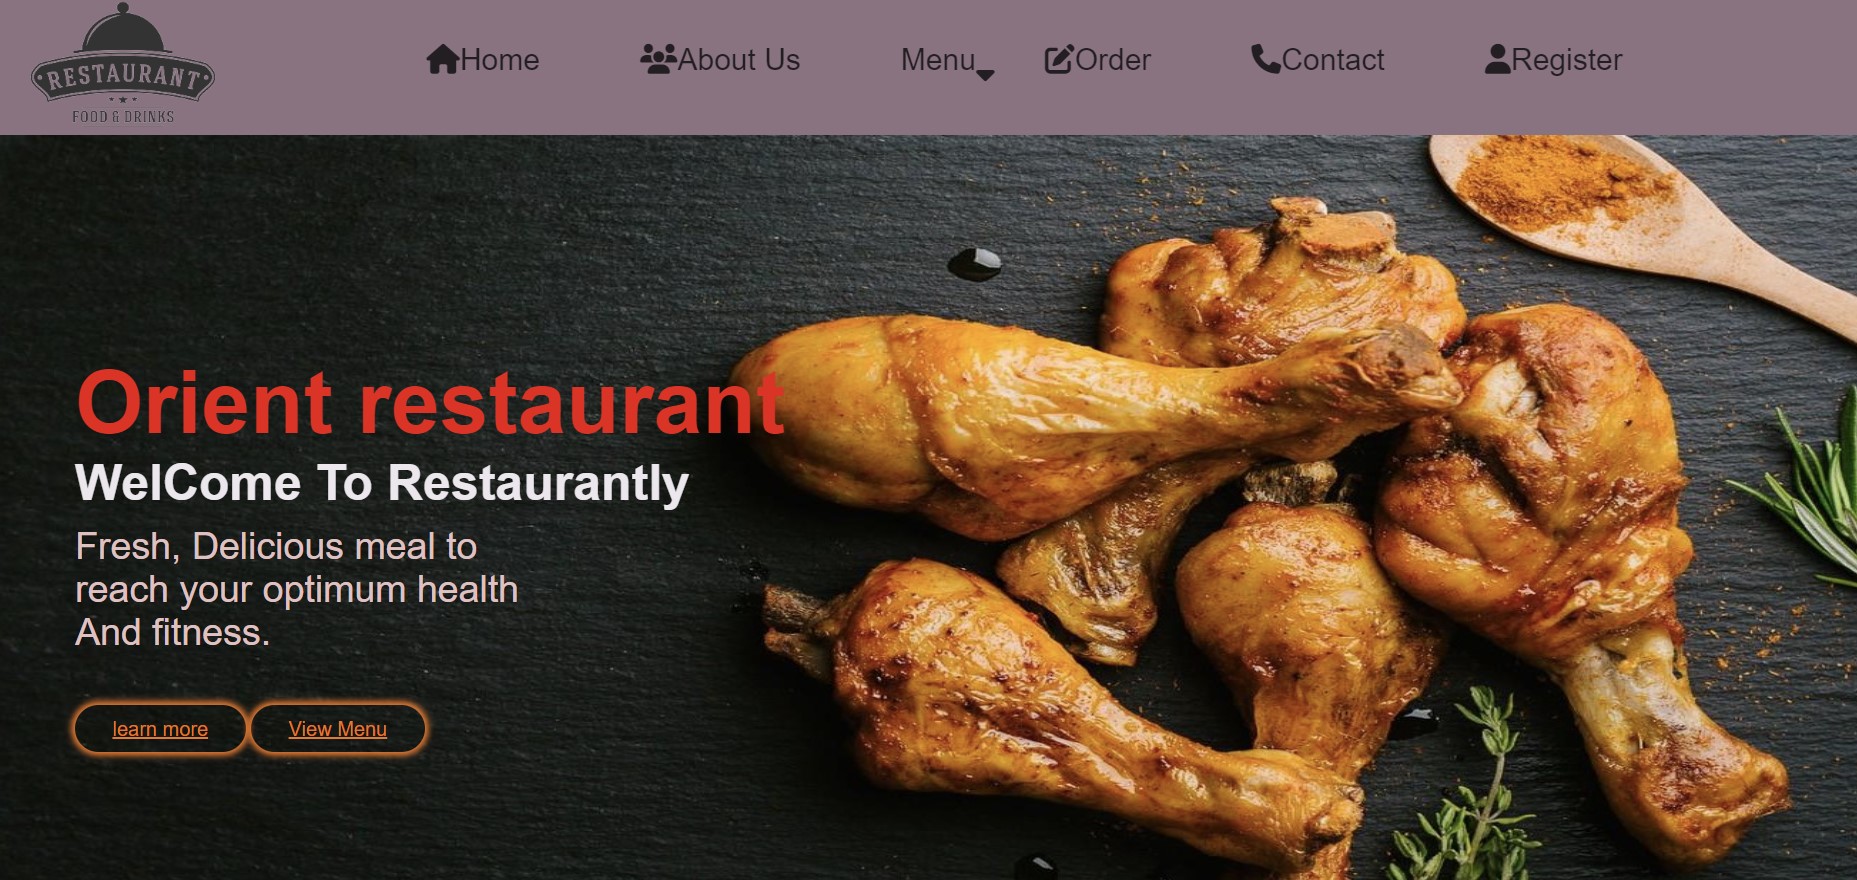 RESTAURANT
FOOD & DRINKS
Home About Us Menu Order Contact Register
Orient restaurant
WelCome To Restaurantly
Fresh, Delicious meal to
reach your optimum health
And fitness.
learn more View Menu